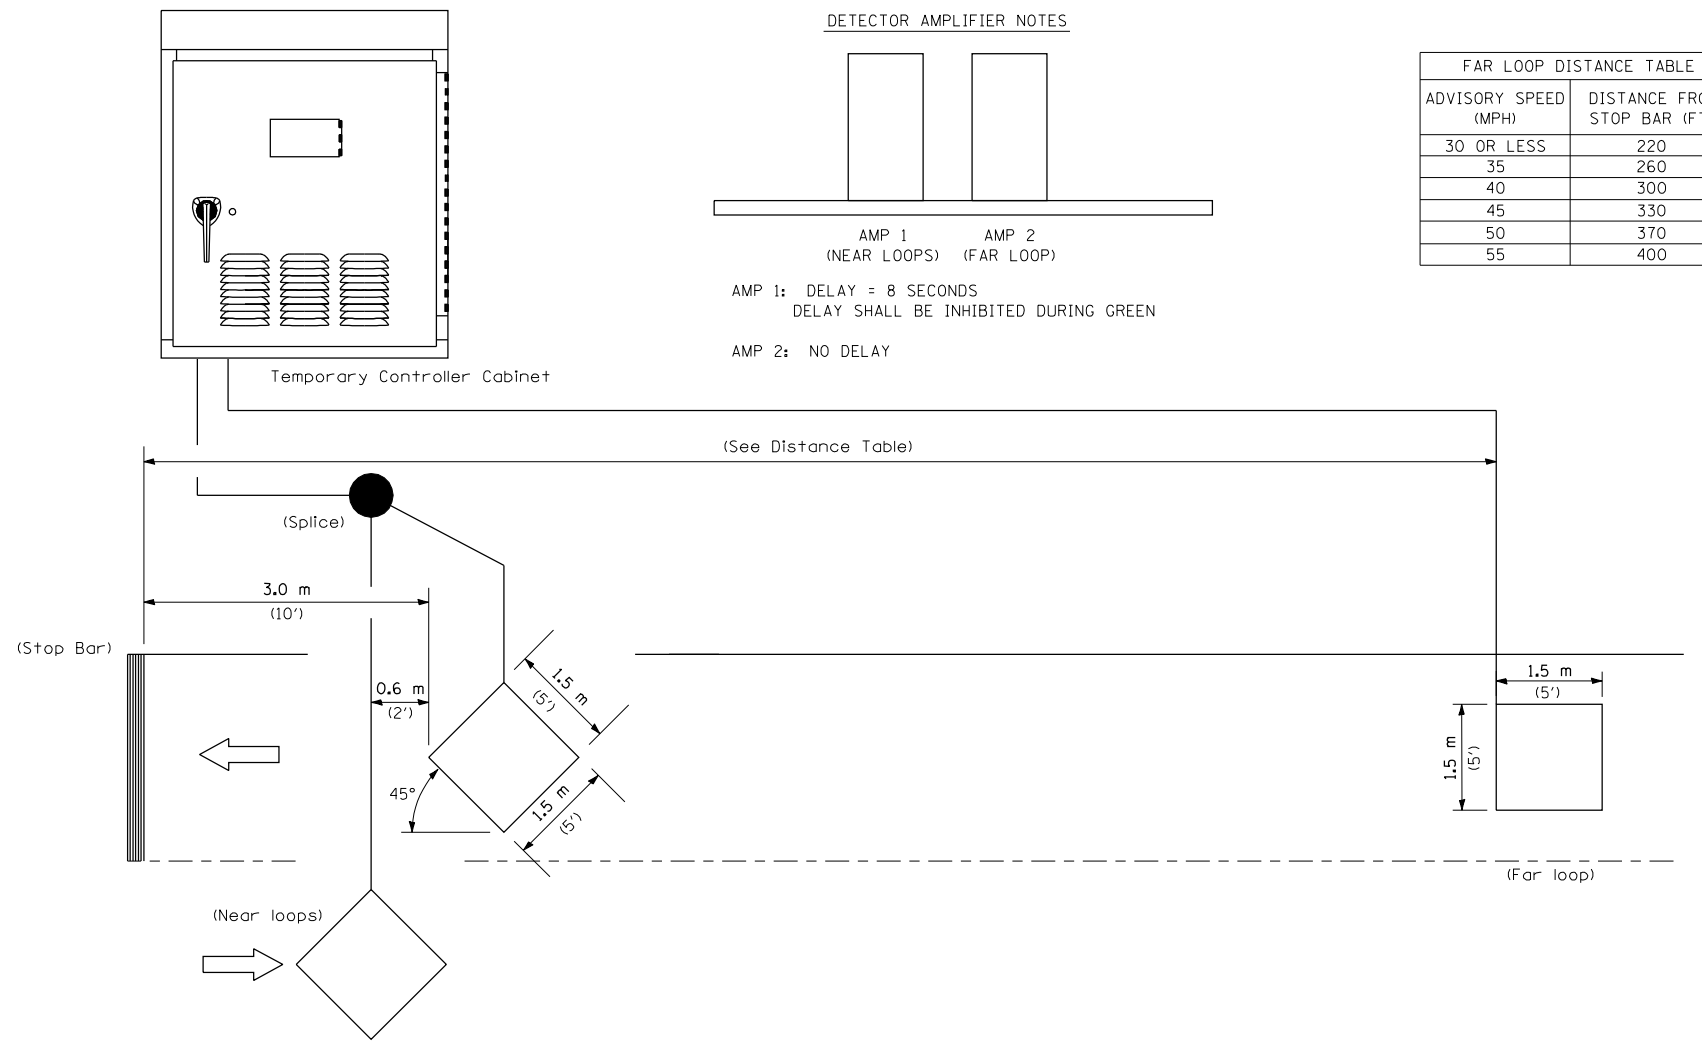 DETECTOR AMPLIFIER NOTES
AMP 1
(NEAR LOOPS)
AMP 2
(FAR LOOP)
AMP 1: DELAY = 8 SECONDS
DELAY SHALL BE INHIBITED DURING GREEN
AMP 2: NO DELAY
FAR LOOP DISTANCE TABLE
ADVISORY SPEED
(MPH)
DISTANCE
STOP BAR
30 OR LESS 220
35 260
40 300
45 330
50 370
55 400
Temporary Controller Cabinet
(See Distance Table)
(Splice)
3.0 m
(10')
(Stop Bar)
0.6 m
(2')
1.5 m
(5')
45°
1.5 m
(5')
1.5 m
(5')
1.5 m
(5')
(Far loop)
(Near loops)